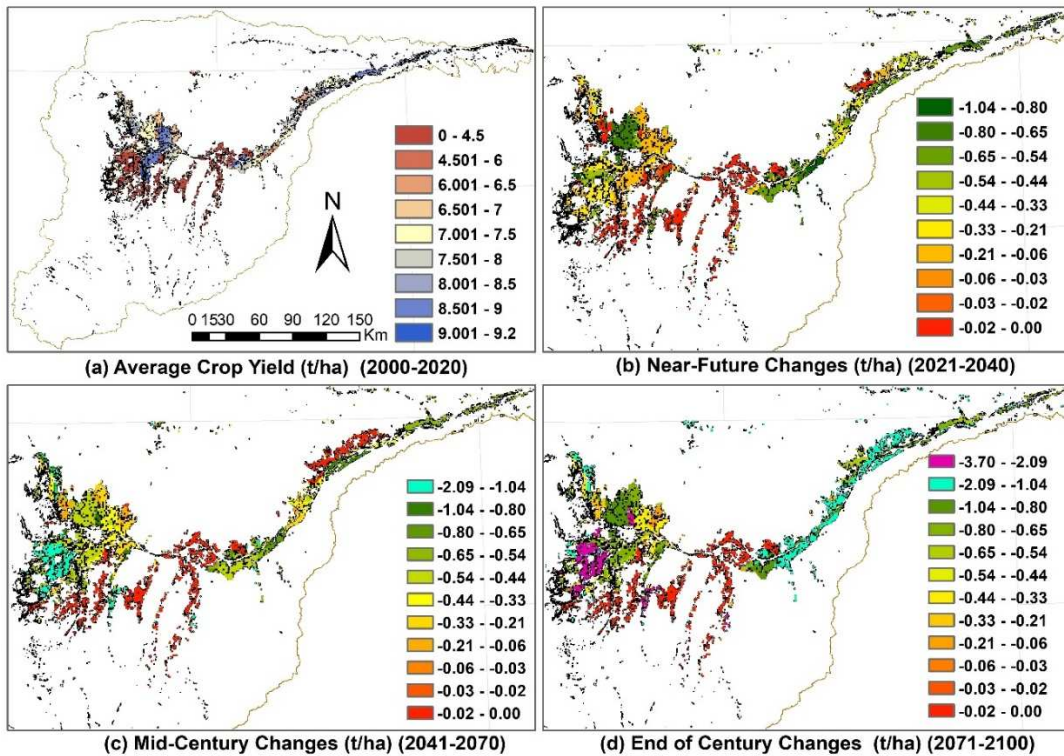 0 - 4.5
4.501 - 6
6.001 - 6.5
6.501 - 7
7.001 - 7.5
7.501 - 8
8.001 - 8.5
8.501 - 9
9.001 - 9.2
N
0 1530 60 90 120 150
Km
(a) Average Crop Yield (t/ha) (2000-2020)
-1.04 - -0.80
-0.80 - -0.65
-0.65 - -0.54
-0.54 - -0.44
-0.44 - -0.33
-0.33 - -0.21
-0.21 - -0.06
-0.06 - -0.03
-0.03 - -0.02
-0.02 - 0.00
(b) Near-Future Changes (t/ha) (2021-2040)
-2.09 - -1.04
-1.04 - -0.80
-0.80 - -0.65
-0.65 - -0.54
-0.54 - -0.44
-0.44 - -0.33
-0.33 - -0.21
-0.21 - -0.06
-0.06 - -0.03
-0.03 - -0.02
-0.02 - 0.00
(c) Mid-Century Changes (t/ha) (2041-2070)
-3.70 - -2.09
-2.09 - -1.04
-1.04 - -0.80
-0.80 - -0.65
-0.65 - -0.54
-0.54 - -0.44
-0.44 - -0.33
-0.33 - -0.21
-0.21 - -0.06
-0.06 - -0.03
-0.03 - -0.02
-0.02 - 0.00
(d) End of Century Changes (t/ha) (2071-2100)